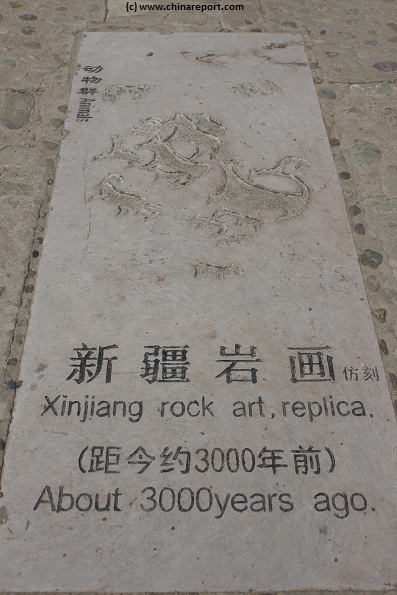 (c) www.chinareport.com
动物群
Animals
新疆岩画仿刻
Xinjiang rock art, replica.
(距今约3000年前)
About 3000years ago.